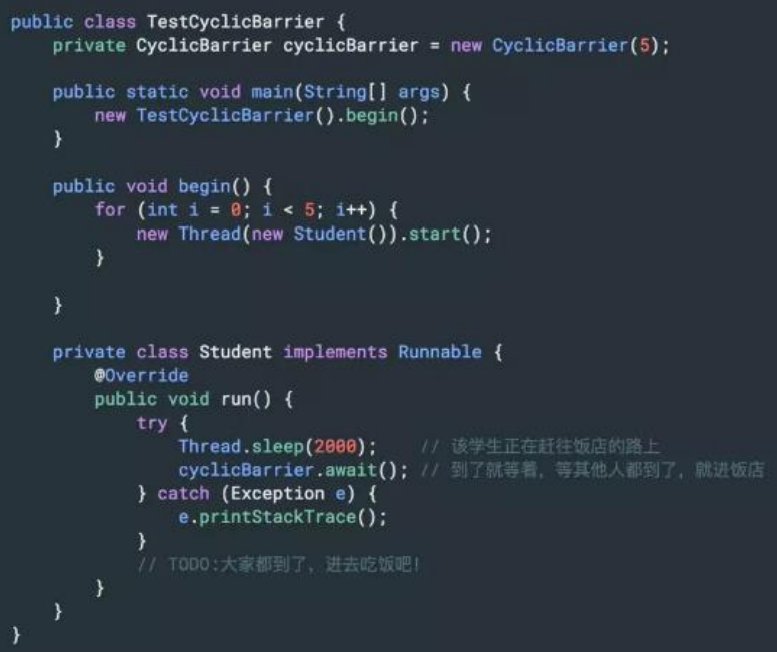 public class TestCyclicBarrier {
    private CyclicBarrier cyclicBarrier = new CyclicBarrier(5);
    public static void main(String[] args) {
        new TestCyclicBarrier().begin();
    }
    public void begin() {
        for (int i = 0; i < 5; i++) {
            new Thread(new Student()).start();
        }
    }
    private class Student implements Runnable {
        @Override
        public void run() {
            try {
                Thread.sleep(2000);    // 该学生正在赶往饭店的路上
                cyclicBarrier.await(); // 到了就等着，等其他人都到了，就进饭店
            } catch (Exception e) {
                e.printStackTrace();
            }
            // TODO:大家都到了，进去吃饭吧！
        }
    }
}